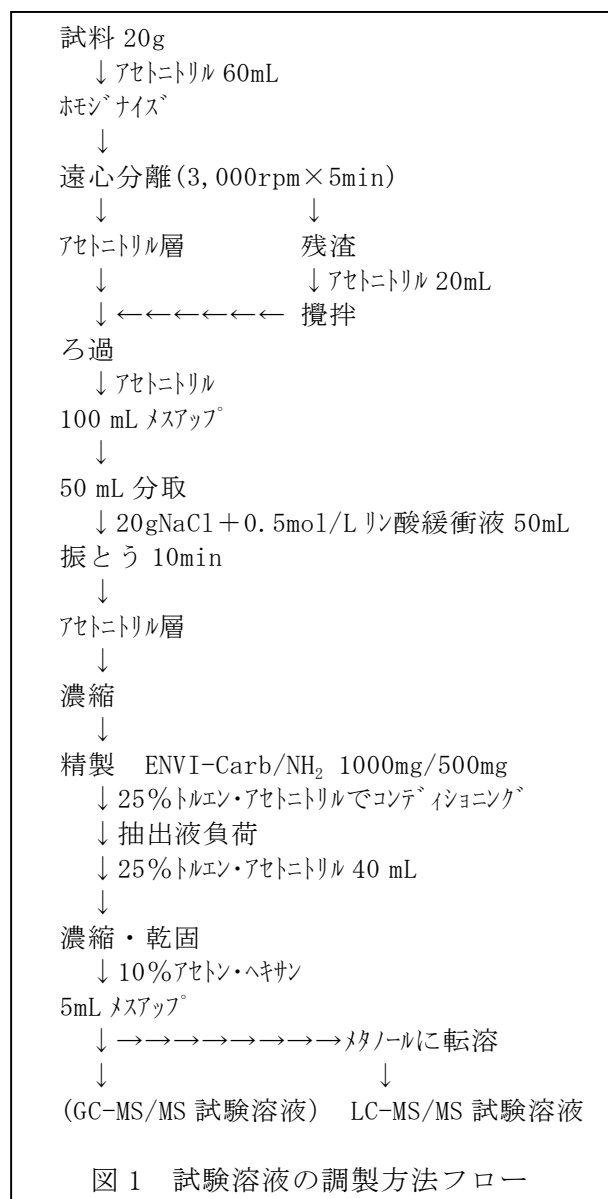 試料 20g
↓ｱｾﾄﾆﾄﾘﾙ 60mL
ﾎﾓｼﾞﾅｲｽﾞ
↓
遠心分離(3,000rpm×5min)
↓ ↓
ｱｾﾄﾆﾄﾘﾙ層 残渣
↓ ↓ｱｾﾄﾆﾄﾘﾙ 20mL
↓←←←←←← 攪拌
ろ過
↓ｱｾﾄﾆﾄﾘﾙ
100 mL ﾒｽｱｯﾌﾟ
↓
50 mL 分取
↓20gNaCl＋0.5mol/L ﾘﾝ酸緩衝液 50mL
振とう 10min
↓
ｱｾﾄﾆﾄﾘﾙ層
↓
濃縮
↓
精製 ENVI-Carb/NH₂ 1000mg/500mg
↓25％ﾄﾙｴﾝ・ｱｾﾄﾆﾄﾘﾙでｺﾝﾃﾞｨｼｮﾆﾝｸﾞ
↓抽出液負荷
↓25％ﾄﾙｴﾝ・ｱｾﾄﾆﾄﾘﾙ 40 mL
↓
濃縮・乾固
↓10％ｱｾﾄﾝ・ﾍｷｻﾝ
5mL ﾒｽｱｯﾌﾟ
↓→→→→→→→→ﾒﾀﾉｰﾙに転溶
↓ ↓
(GC-MS/MS 試験溶液) LC-MS/MS 試験溶液
図 1 試験溶液の調製方法フロー